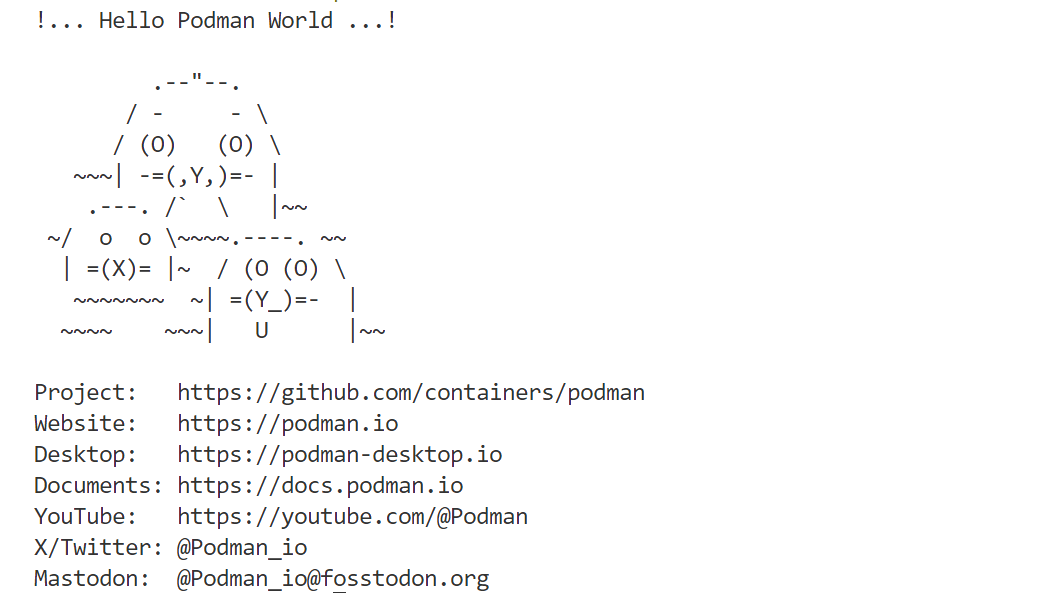 !... Hello Podman World ...!

         .--"--.
       / -     - \
      / (O)   (O) \
   ~~~| -=(,Y,)=- |
    .---. /`  \   |~~
 ~/  o  o \~~~~.----. ~~
  | =(X)= |~  / (O (O) \
   ~~~~~~~  ~| =(Y_)=-  |
  ~~~~    ~~~|   U      |~~

Project:   https://github.com/containers/podman
Website:   https://podman.io
Desktop:   https://podman-desktop.io
Documents: https://docs.podman.io
YouTube:   https://youtube.com/@Podman
X/Twitter: @Podman_io
Mastodon:  @Podman_io@fosstodon.org